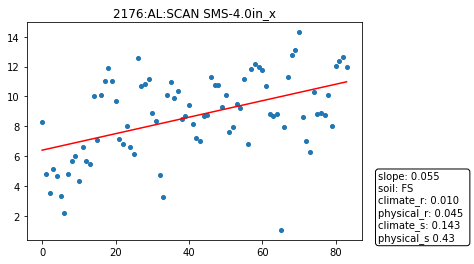 2176:AL:SCAN SMS-4.0in_x
14
12
10
8
6
4
2
0 20 40 60 80
slope: 0.055
soil: FS
climate_r: 0.010
physical_r: 0.045
climate_s: 0.143
physical_s 0.43